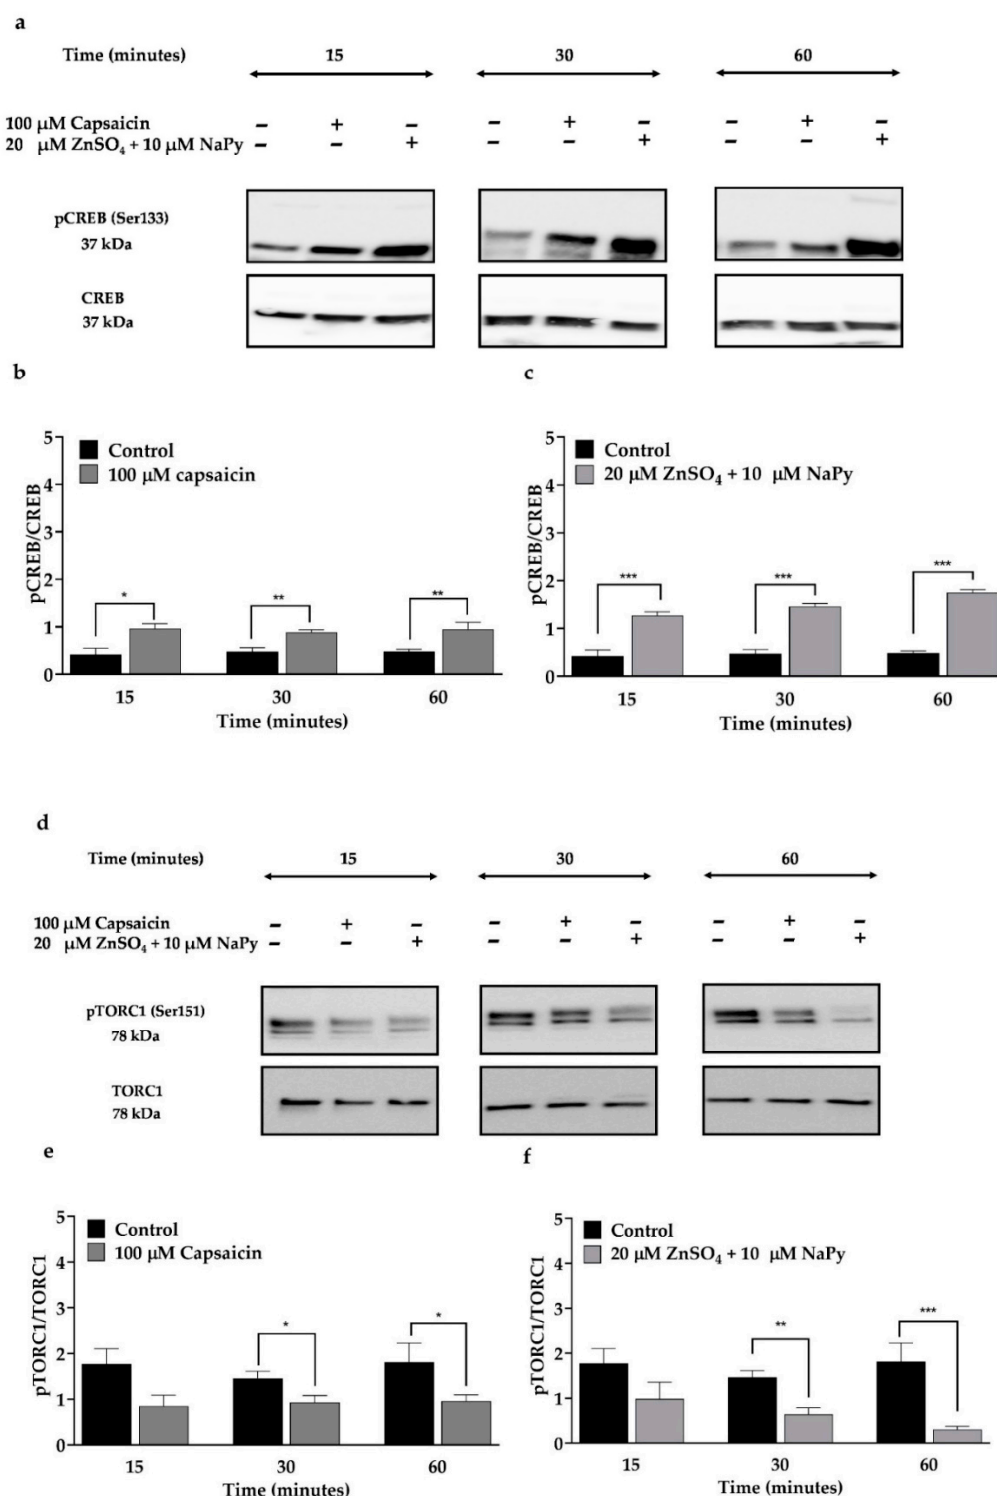 a
Time (minutes) 15 30 60
100 µM Capsaicin - + - - + - - + -
20 µM ZnSO₄ + 10 µM NaPy - - + - - + - - +
pCREB (Ser133)
37 kDa
CREB
37 kDa
b
c
5
4
3
2
1
0
pCREB/CREB
Control
100 µM capsaicin
* ** **
15 30 60
Time (minutes)
5
4
3
2
1
0
pCREB/CREB
Control
20 µM ZnSO₄ + 10 µM NaPy
*** *** ***
15 30 60
Time (minutes)
d
Time (minutes) 15 30 60
100 µM Capsaicin - + - - + - - + -
20 µM ZnSO₄ + 10 µM NaPy - - + - - + - - +
pTORC1 (Ser151)
78 kDa
TORC1
78 kDa
e
f
5
4
3
2
1
0
pTORC1/TORC1
Control
100 µM Capsaicin
* *
15 30 60
Time (minutes)
5
4
3
2
1
0
pTORC1/TORC1
Control
20 µM ZnSO₄ + 10 µM NaPy
** ***
15 30 60
Time (minutes)